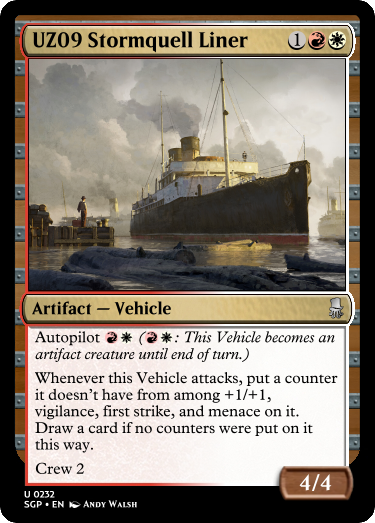 UZ09 Stormquell Liner
Artifact — Vehicle
Autopilot (: This Vehicle becomes an
artifact creature until end of turn.)
Whenever this Vehicle attacks, put a counter
it doesn't have from among +1/+1,
vigilance, first strike, and menace on it.
Draw a card if no counters were put on it
this way.
Crew 2
4/4
U 0232
SGP • EN Andy Walsh